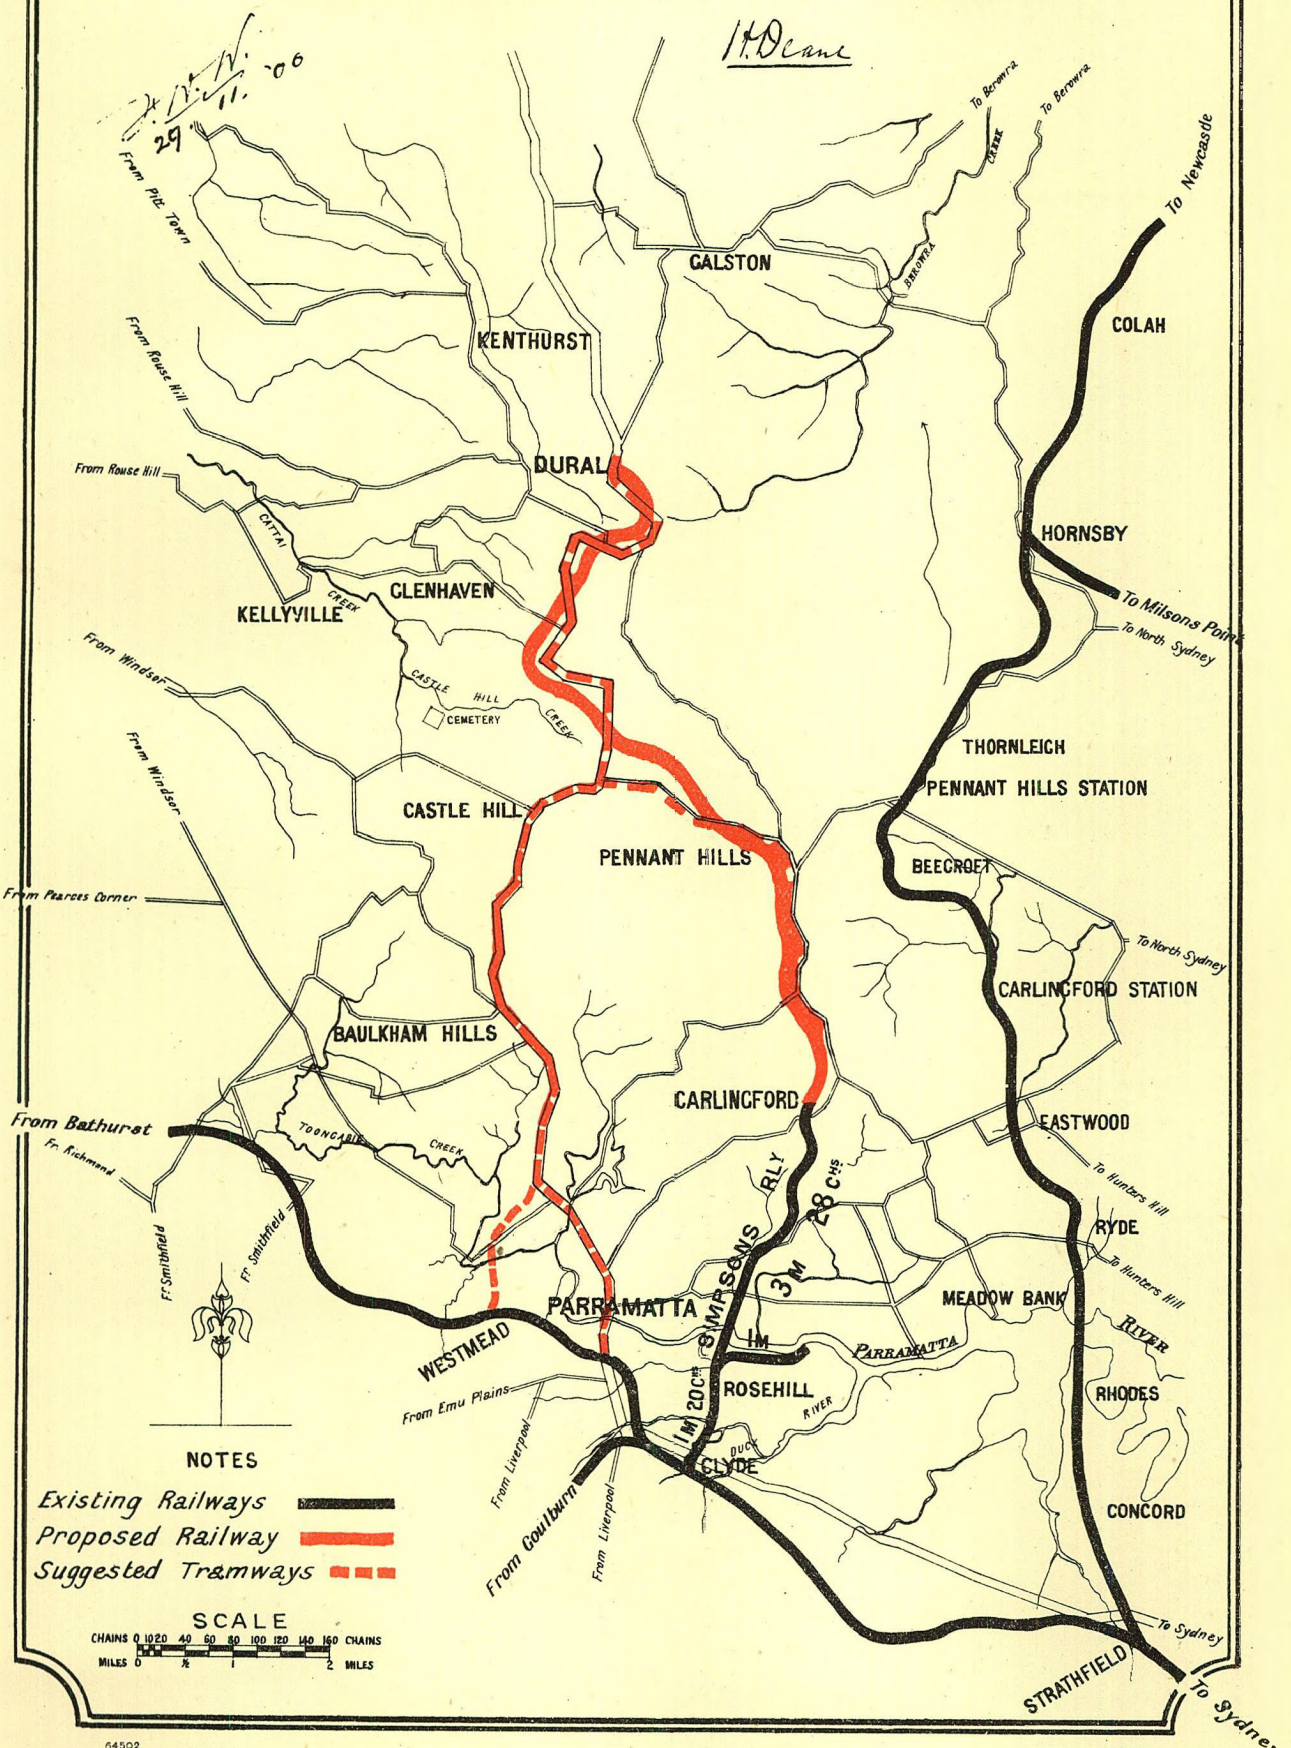 H. Deane
29. 11. '00
To Berowra
To Berowra
CREEK
To Newcastle
From Pitt Town
BEROWRA
GALSTON
COLAH
From Rouse Hill
KENTHURST
From Rouse Hill
DURAL
CATTAI
HORNSBY
GLENHAVEN
CREEK
KELLYVILLE
To Milsons Point
To North Sydney
From Windsor
CASTLE HILL CREEK
CEMETERY
From Windsor
THORNLEIGH
PENNANT HILLS STATION
CASTLE HILL
PENNANT HILLS
BEECROFT
From Pearces Corner
To North Sydney
CARLINGFORD STATION
BAULKHAM HILLS
CARLINGFORD
From Bathurst
TOONGABIE CREEK
EASTWOOD
Fr. Richmond
RLY
28 CHS
To Hunters Hill
RYDE
Fr. Smithfield
Fr. Smithfield
SIMPSONS
3 M
To Hunters Hill
PARRAMATTA
MEADOW BANK
RIVER
WESTMEAD
1M
PARRAMATTA
From Emu Plains
1M 20 CHS
ROSEHILL
RHODES
RIVER
From Liverpool
DUCK
CLYDE
NOTES
From Goulburn
From Liverpool
CONCORD
Existing Railways
Proposed Railway
Suggested Tramways
SCALE
CHAINS 0 10 20 40 60 80 100 120 140 160 CHAINS
MILES 0 ½ 1 2 MILES
To Sydney
STRATHFIELD
To Sydney
64502